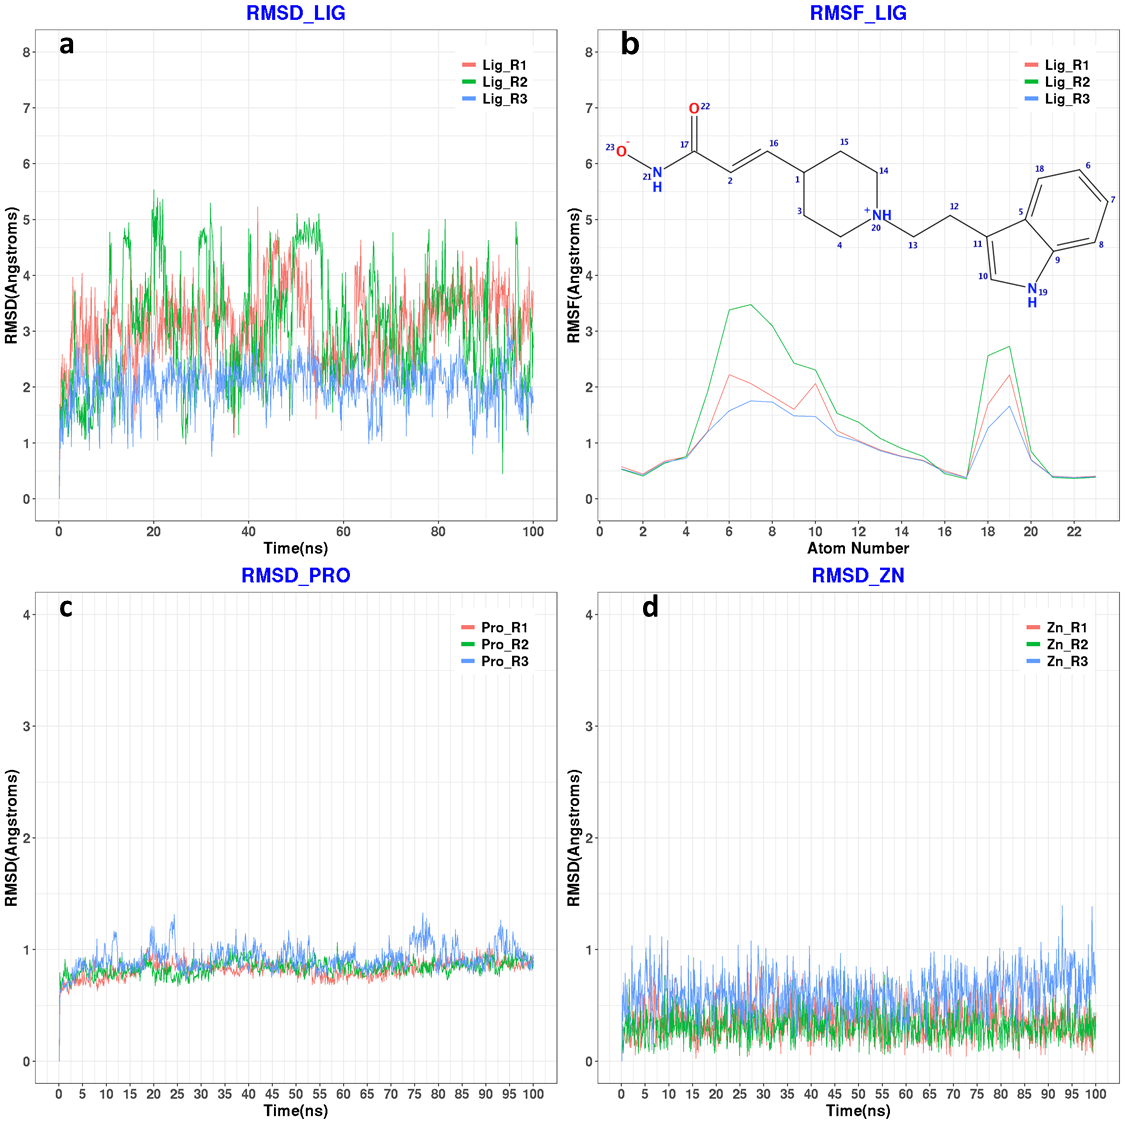 RMSD_LIG
a
Lig_R1
Lig_R2
Lig_R3
8
7
6
5
4
3
2
1
0
RMSD(Angstroms)
0 20 40 60 80 100
Time(ns)
RMSF_LIG
b
Lig_R1
Lig_R2
Lig_R3
8
7
6
5
4
3
2
1
0
RMSF(Angstroms)
O 22
23 O -
17
16
15
21 N
H
2
1
14
3
+ NH
20
4
13
12
11
10
N 19
H
18
5
6
7
8
9
0 2 4 6 8 10 12 14 16 18 20 22
Atom Number
RMSD_PRO
c
Pro_R1
Pro_R2
Pro_R3
4
3
2
1
0
RMSD(Angstroms)
0 5 10 15 20 25 30 35 40 45 50 55 60 65 70 75 80 85 90 95 100
Time(ns)
RMSD_ZN
d
Zn_R1
Zn_R2
Zn_R3
4
3
2
1
0
RMSD(Angstroms)
0 5 10 15 20 25 30 35 40 45 50 55 60 65 70 75 80 85 90 95 100
Time(ns)